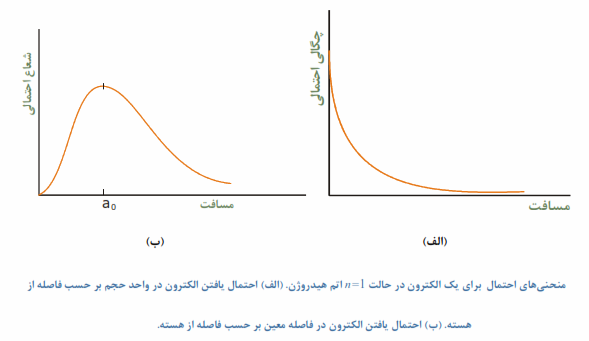 چگالی احتمالی
مسافت
(الف)
شعاع احتمالی
a₀
مسافت
(ب)
منحنی‌های احتمال برای یک الکترون در حالت n=1 اتم هیدروژن. (الف) احتمال یافتن الکترون در واحد حجم بر حسب فاصله از
هسته. (ب) احتمال یافتن الکترون در فاصله معین بر حسب فاصله از هسته.